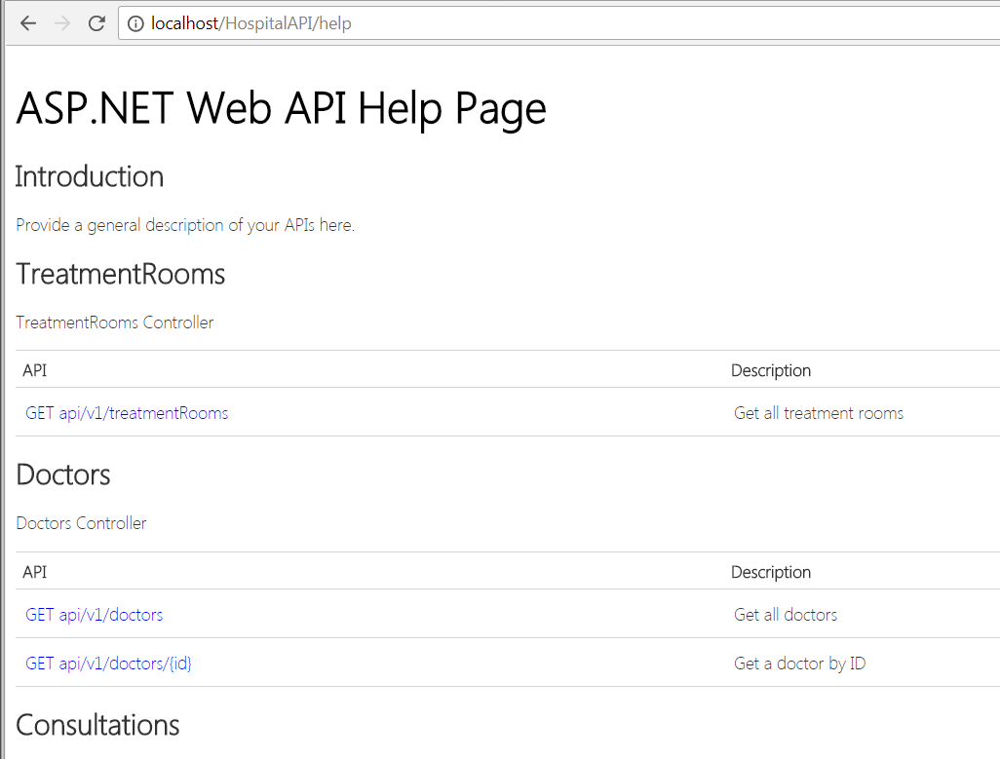 localhost/HospitalAPI/help
ASP.NET Web API Help Page
Introduction
Provide a general description of your APIs here.
TreatmentRooms
TreatmentRooms Controller
API Description
GET api/v1/treatmentRooms Get all treatment rooms
Doctors
Doctors Controller
API Description
GET api/v1/doctors Get all doctors
GET api/v1/doctors/{id} Get a doctor by ID
Consultations